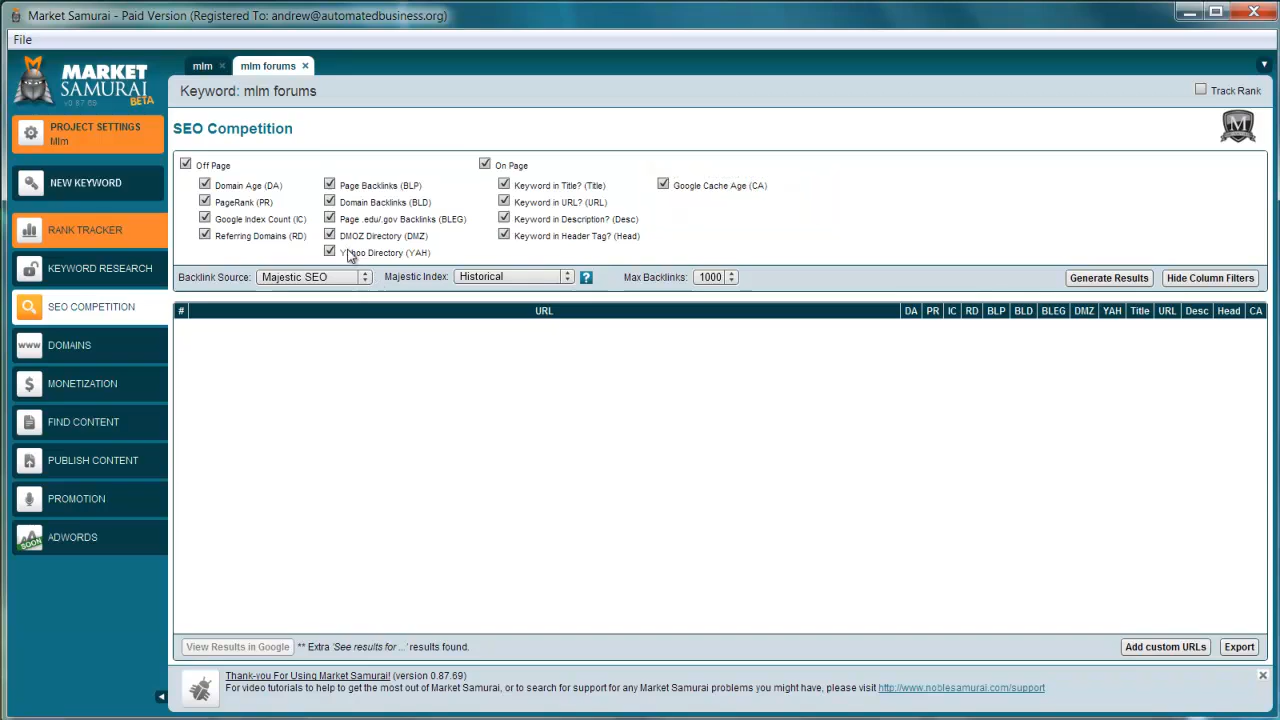 Market Samurai - Paid Version (Registered To: andrew@automatedbusiness.org)
File
MARKET SAMURAI
v0.87.69 BETA
mlm
mlm forums
Keyword: mlm forums
Track Rank
PROJECT SETTINGS
Mlm
NEW KEYWORD
RANK TRACKER
KEYWORD RESEARCH
SEO COMPETITION
www DOMAINS
$ MONETIZATION
FIND CONTENT
PUBLISH CONTENT
PROMOTION
SOON ADWORDS
SEO Competition
M
Off Page
On Page
Domain Age (DA)
Page Backlinks (BLP)
Keyword in Title? (Title)
Google Cache Age (CA)
PageRank (PR)
Domain Backlinks (BLD)
Keyword in URL? (URL)
Google Index Count (IC)
Page .edu/.gov Backlinks (BLEG)
Keyword in Description? (Desc)
Referring Domains (RD)
DMOZ Directory (DMZ)
Keyword in Header Tag? (Head)
Yahoo Directory (YAH)
Backlink Source: Majestic SEO Majestic Index: Historical ? Max Backlinks: 1000 Generate Results Hide Column Filters
# URL DA PR IC RD BLP BLD BLEG DMZ YAH Title URL Desc Head CA
View Results in Google ** Extra 'See results for ...' results found. Add custom URLs Export
Thank-you For Using Market Samurai! (version 0.87.69)
For video tutorials to help to get the most out of Market Samurai, or to search for support for any Market Samurai problems you might have, please visit http://www.noblesamurai.com/support